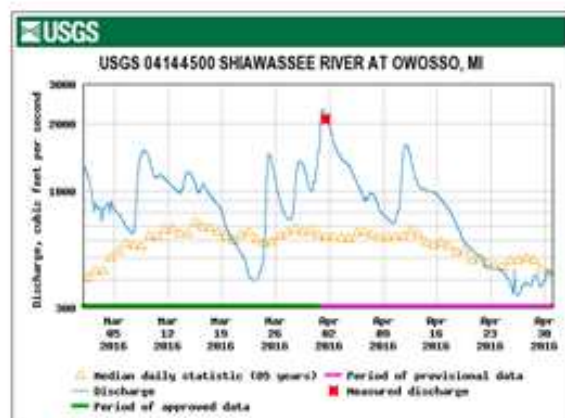 USGS
USGS 04144500 SHIAWASSEE RIVER AT OWOSSO, MI
Discharge, cubic feet per second
3000
2000
1000
300
Mar Mar Mar Mar Apr Apr Apr Apr Apr
05 12 19 26 02 09 16 23 30
2016 2016 2016 2016 2016 2016 2016 2016 2016
Median daily statistic (85 years) Period of provisional data
Discharge Measured discharge
Period of approved data